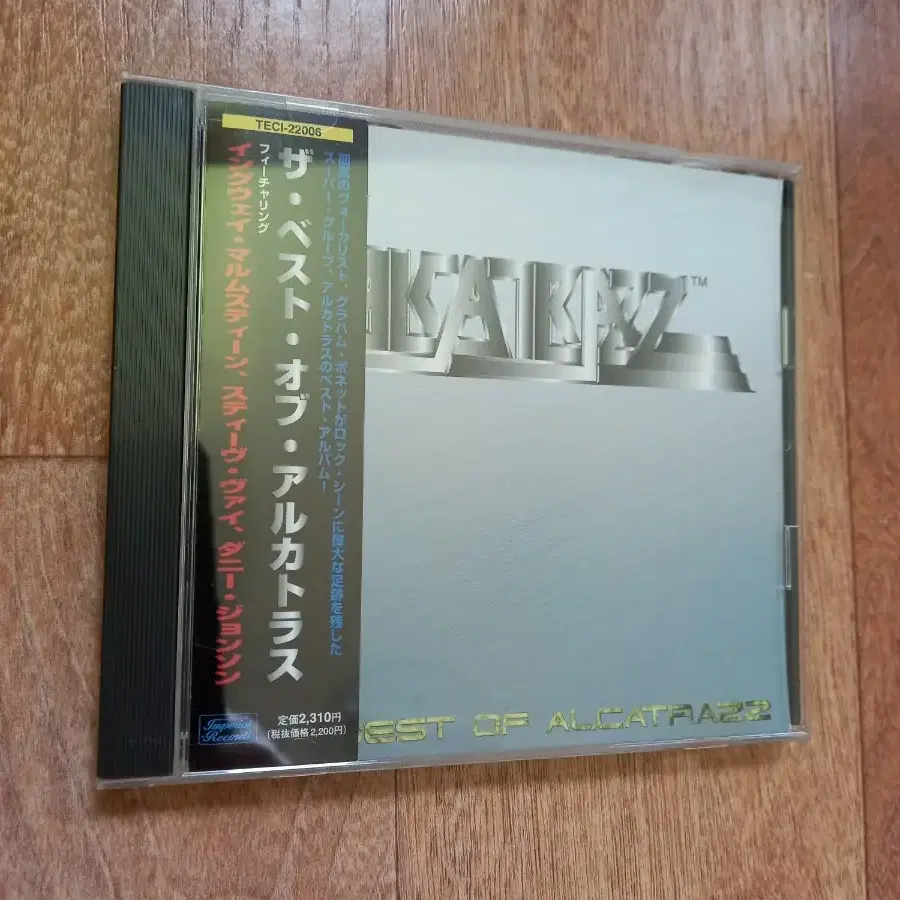 TECI-22006
孤高のヴォーカリスト、グラハム・ボネットがロック・シーンに偉大な足跡を残した
スーパー・グループ、アルカトラスのベスト・アルバム!
ザ・ベスト・オブ・アルカトラス
フィーチャリング
イングウェイ・マルムスティーン、スティーヴ・ヴァイ、ダニー・ジョンソン
Imperial
Records
定価2,310円
(税抜価格2,200円)
TM
BEST OF ALCATRAZZ